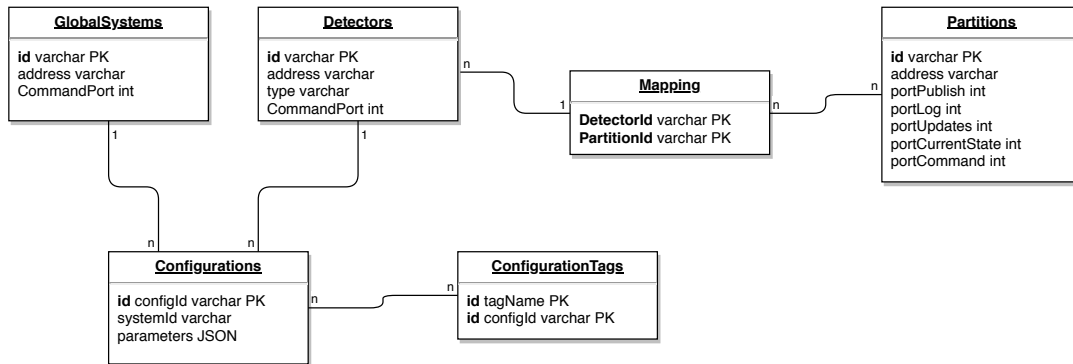 GlobalSystems
id varchar PK
address varchar
CommandPort int
1
Detectors
id varchar PK
address varchar
type varchar
CommandPort int
n
1
1
Mapping
DetectorId varchar PK
PartitionId varchar PK
n
n
Partitions
id varchar PK
address varchar
portPublish int
portLog int
portUpdates int
portCurrentState int
portCommand int
n
n
Configurations
id configId varchar PK
systemId varchar
parameters JSON
n
n
ConfigurationTags
id tagName PK
id configId varchar PK